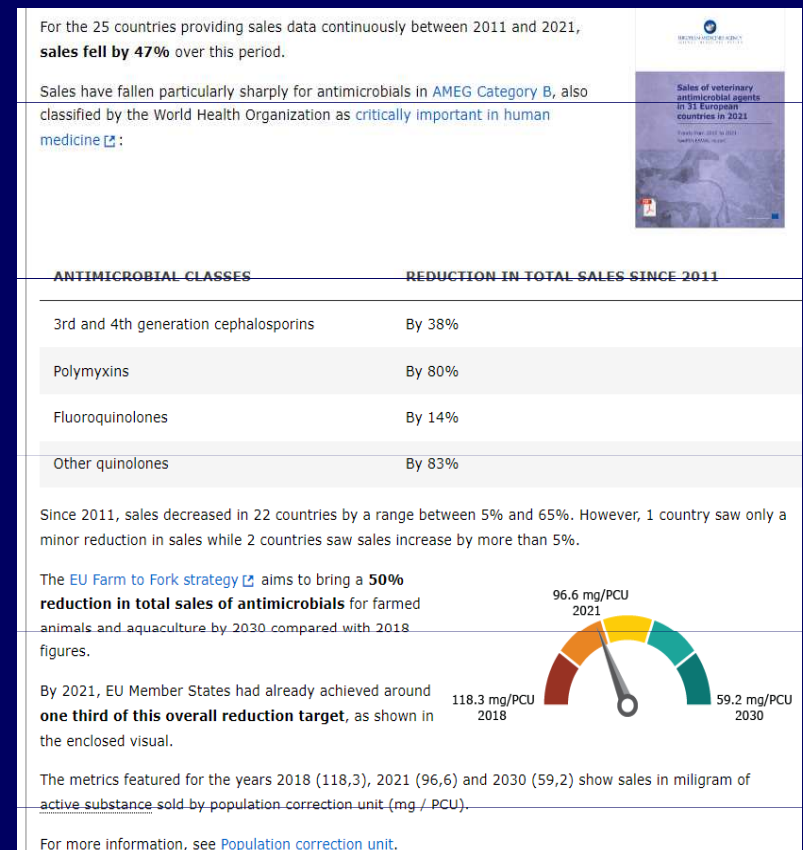 For the 25 countries providing sales data continuously between 2011 and 2021,
sales fell by 47% over this period.
Sales have fallen particularly sharply for antimicrobials in AMEG Category B, also
classified by the World Health Organization as critically important in human
medicine :
Sales of veterinary
antimicrobial agents
in 31 European
countries in 2021
ANTIMICROBIAL CLASSES REDUCTION IN TOTAL SALES SINCE 2011
3rd and 4th generation cephalosporins By 38%
Polymyxins By 80%
Fluoroquinolones By 14%
Other quinolones By 83%
Since 2011, sales decreased in 22 countries by a range between 5% and 65%. However, 1 country saw only a
minor reduction in sales while 2 countries saw sales increase by more than 5%.
The EU Farm to Fork strategy aims to bring a 50%
reduction in total sales of antimicrobials for farmed
animals and aquaculture by 2030 compared with 2018
figures.
By 2021, EU Member States had already achieved around
one third of this overall reduction target, as shown in
the enclosed visual.
96.6 mg/PCU
2021
118.3 mg/PCU
2018
59.2 mg/PCU
2030
The metrics featured for the years 2018 (118,3), 2021 (96,6) and 2030 (59,2) show sales in miligram of
active substance sold by population correction unit (mg / PCU).
For more information, see Population correction unit.